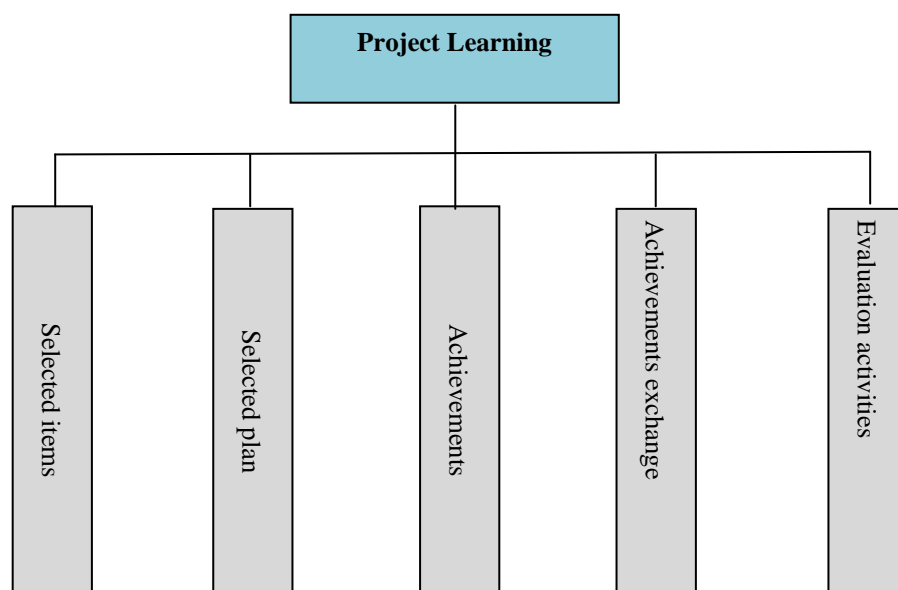 Project Learning
Selected items
Selected plan
Achievements
Achievements exchange
Evaluation activities